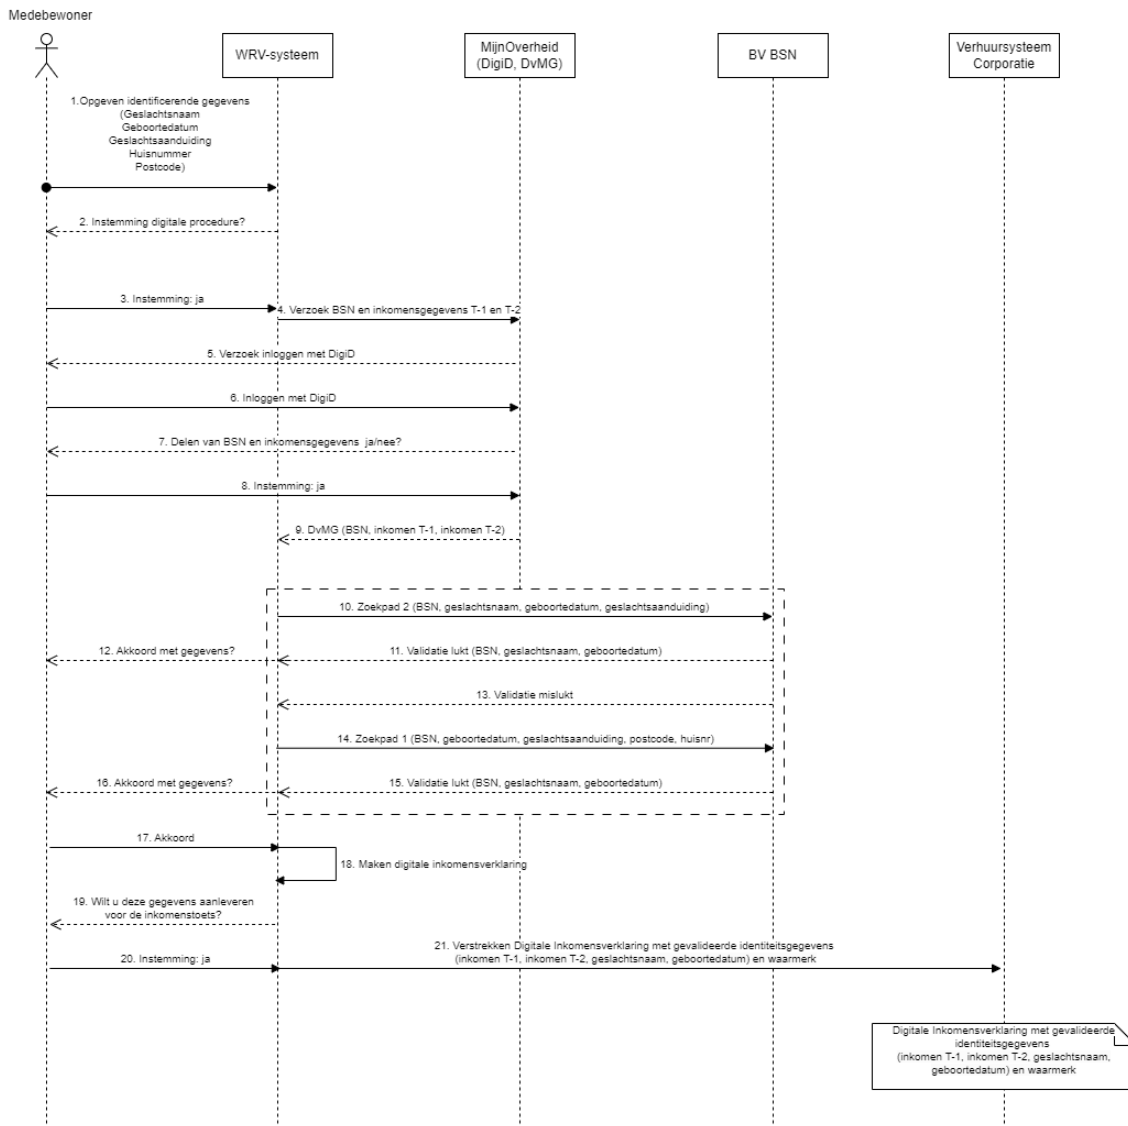 Medebewoner
WRV-systeem
MijnOverheid
(DigiD, DvMG)
BV BSN
Verhuursysteem
Corporatie
1.Opgeven identificerende gegevens
(Geslachtsnaam
Geboortedatum
Geslachtsaanduiding
Huisnummer
Postcode)
2. Instemming digitale procedure?
3. Instemming: ja
4. Verzoek BSN en inkomensgegevens T-1 en T-2
5. Verzoek inloggen met DigiD
6. Inloggen met DigiD
7. Delen van BSN en inkomensgegevens ja/nee?
8. Instemming: ja
9. DvMG (BSN, inkomen T-1, inkomen T-2)
10. Zoekpad 2 (BSN, geslachtsnaam, geboortedatum, geslachtsaanduiding)
12. Akkoord met gegevens?
11. Validatie lukt (BSN, geslachtsnaam, geboortedatum)
13. Validatie mislukt
14. Zoekpad 1 (BSN, geboortedatum, geslachtsaanduiding, postcode, huisnr)
16. Akkoord met gegevens?
15. Validatie lukt (BSN, geslachtsnaam, geboortedatum)
17. Akkoord
18. Maken digitale inkomensverklaring
19. Wilt u deze gegevens aanleveren
voor de inkomenstoets?
20. Instemming: ja
21. Verstrekken Digitale Inkomensverklaring met gevalideerde identiteitsgegevens
(inkomen T-1, inkomen T-2, geslachtsnaam, geboortedatum) en waarmerk
Digitale Inkomensverklaring met gevalideerde
identiteitsgegevens
(inkomen T-1, inkomen T-2, geslachtsnaam,
geboortedatum) en waarmerk